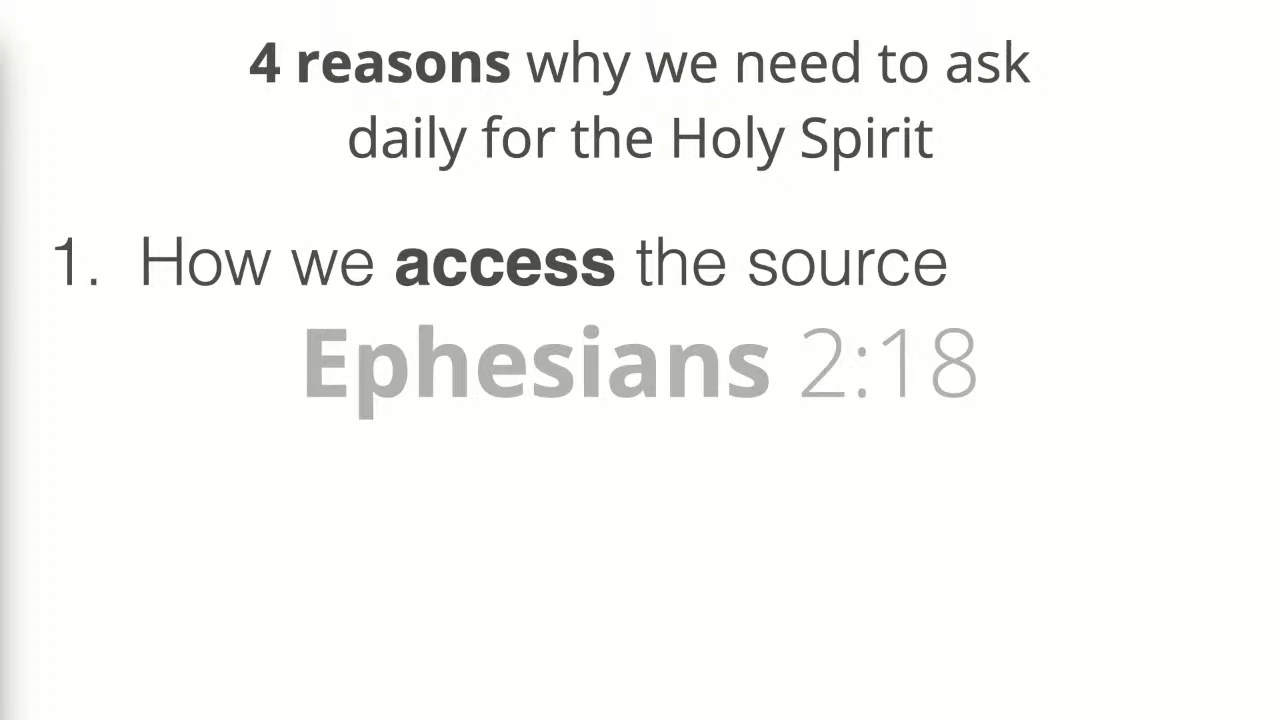 4 reasons why we need to ask
daily for the Holy Spirit
1. How we access the source
Ephesians 2:18